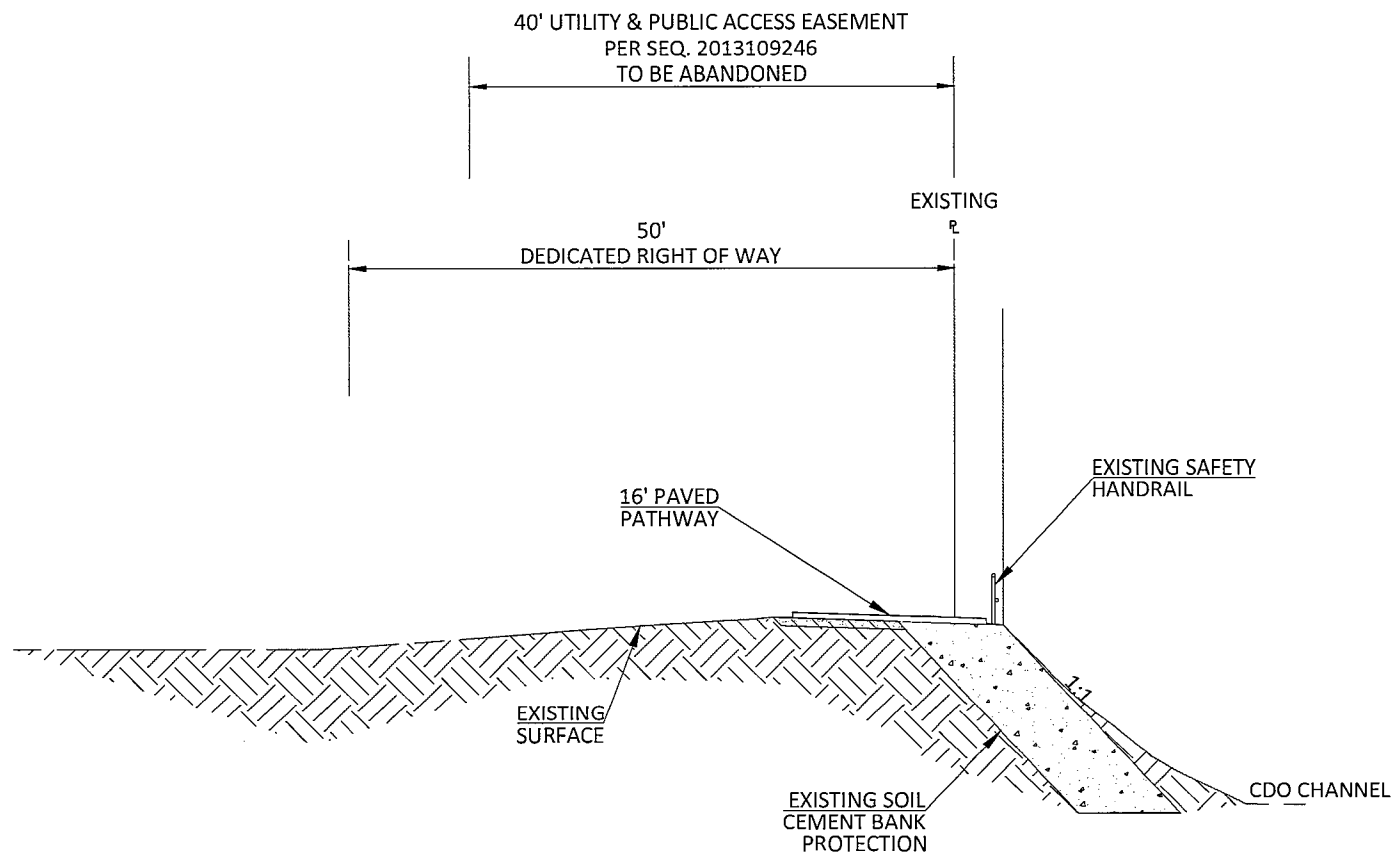 40' UTILITY & PUBLIC ACCESS EASEMENT
PER SEQ. 2013109246
TO BE ABANDONED
EXISTING
PL
50'
DEDICATED RIGHT OF WAY
EXISTING SAFETY
HANDRAIL
16' PAVED
PATHWAY
1:1
EXISTING
SURFACE
CDO CHANNEL
EXISTING SOIL
CEMENT BANK
PROTECTION